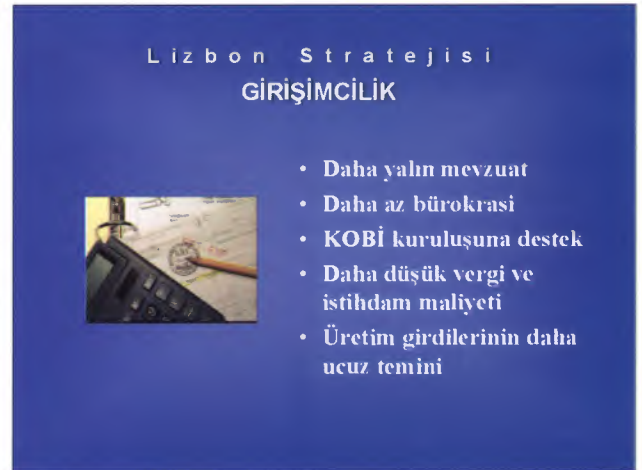 Lizbon Stratejisi
GİRİŞİMCİLİK
• Daha yalın mevzuat
• Daha az bürokrasi
• KOBİ kuruluşuna destek
• Daha düşük vergi ve
istihdam maliyeti
• Üretim girdilerinin daha
ucuz temini